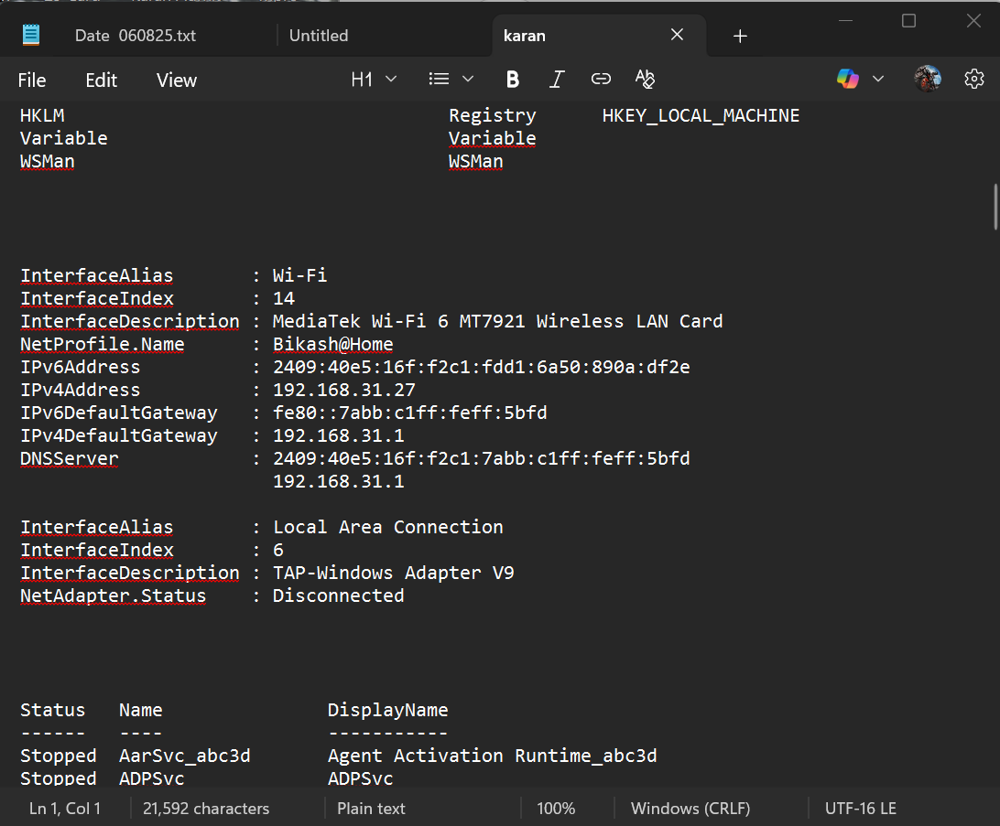 Date 060825.txt
Untitled
karan
File
Edit
View
H1
B
I
HKLM Registry HKEY_LOCAL_MACHINE
Variable Variable
WSMan WSMan
InterfaceAlias : Wi-Fi
InterfaceIndex : 14
InterfaceDescription : MediaTek Wi-Fi 6 MT7921 Wireless LAN Card
NetProfile.Name : Bikash@Home
IPv6Address : 2409:40e5:16f:f2c1:fdd1:6a50:890a:df2e
IPv4Address : 192.168.31.27
IPv6DefaultGateway : fe80::7abb:c1ff:feff:5bfd
IPv4DefaultGateway : 192.168.31.1
DNSServer : 2409:40e5:16f:f2c1:7abb:c1ff:feff:5bfd
192.168.31.1
InterfaceAlias : Local Area Connection
InterfaceIndex : 6
InterfaceDescription : TAP-Windows Adapter V9
NetAdapter.Status : Disconnected
Status Name DisplayName
------ ---- -----------
Stopped AarSvc_abc3d Agent Activation Runtime_abc3d
Stopped ADPSvc ADPSvc
Ln 1, Col 1
21,592 characters
Plain text
100%
Windows (CRLF)
UTF-16 LE